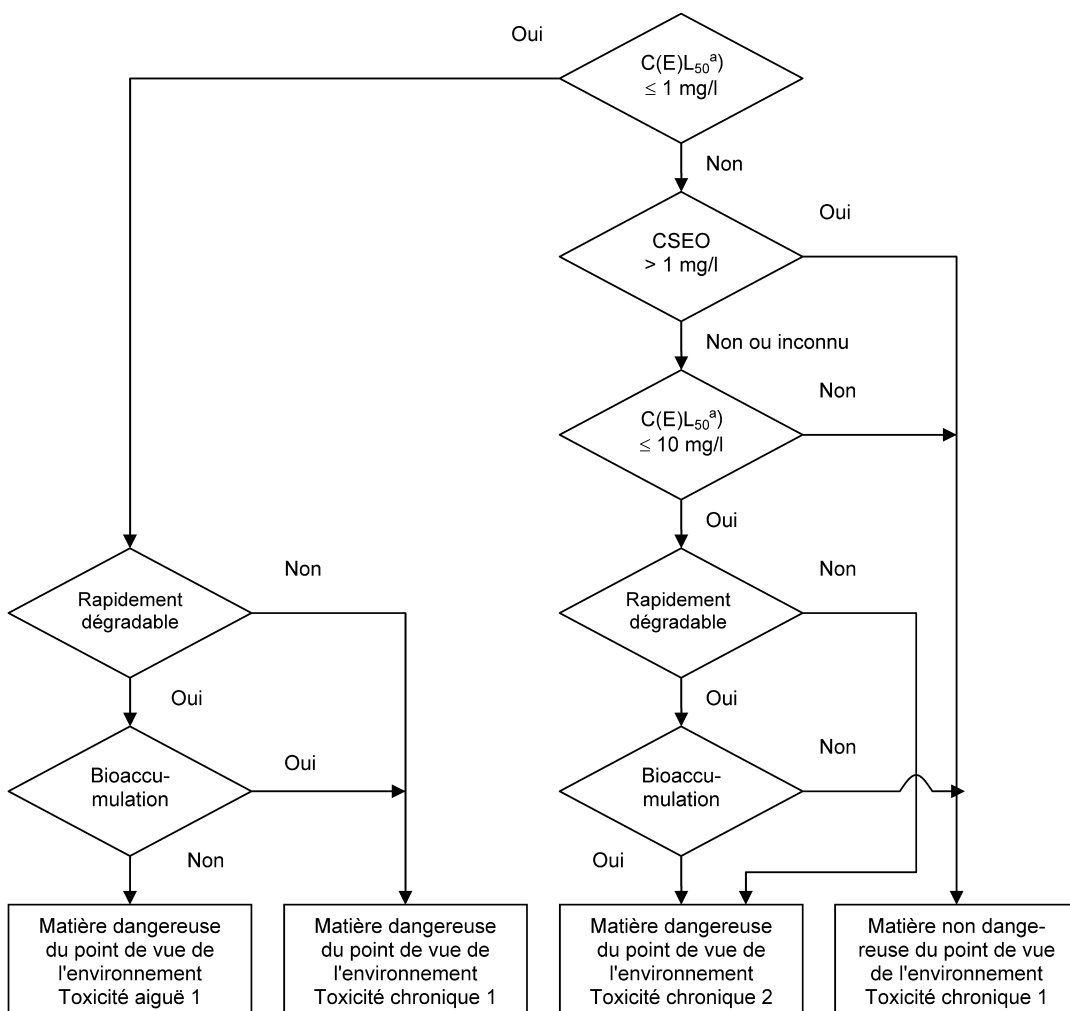 Oui
C(E)L50a)
≤ 1 mg/l
Non
CSEO
> 1 mg/l
Oui
Non ou inconnu
C(E)L50a)
≤ 10 mg/l
Non
Oui
Rapidement
dégradable
Non
Rapidement
dégradable
Non
Oui
Oui
Bioaccu-
mulation
Oui
Bioaccu-
mulation
Non
Non
Oui
Matière dangereuse
du point de vue de
l'environnement
Toxicité aiguë 1
Matière dangereuse
du point de vue de
l'environnement
Toxicité chronique 1
Matière dangereuse
du point de vue de
l'environnement
Toxicité chronique 2
Matière non dange-
reuse du point de vue
de l'environnement
Toxicité chronique 1